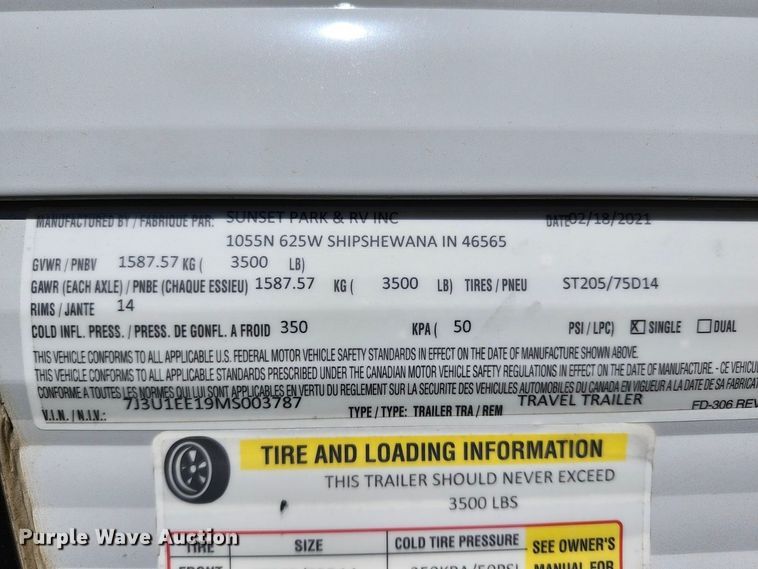 MANUFACTURED BY / FABRIQUE PAR: SUNSET PARK & RV INC DATE 02/18/2021
1055N 625W SHIPSHEWANA IN 46565
GVWR / PNBV 1587.57 KG ( 3500 LB)
GAWR (EACH AXLE) / PNBE (CHAQUE ESSIEU) 1587.57 KG ( 3500 LB) TIRES / PNEU ST205/75D14
RIMS / JANTE 14
COLD INFL. PRESS. / PRESS. DE GONFL. A FROID 350 KPA ( 50 PSI / LPC) X SINGLE DUAL
THIS VEHICLE CONFORMS TO ALL APPLICABLE U.S. FEDERAL MOTOR VEHICLE SAFETY STANDARDS IN EFFECT ON THE DATE OF MANUFACTURE SHOWN ABOVE.
THIS VEHICLE CONFORMS TO ALL APPLICABLE STANDARDS PRESCRIBED UNDER THE CANADIAN MOTOR VEHICLE SAFETY REGULATIONS IN EFFECT ON THE DATE OF MANUFACTURE. - CE VEHICU
CONFORME A TOUTES LES NORMES QUI LUI SONT APPLICABLES EN VERTU DU REGLEMENT SUR LA SECURITE DES VEHICULES AUTOMOBILES DU CANADA EN VIGUEUR A LA DATE DE SA FABRICAT
V.I.N. / N.I.V.: 7J3U1EE19MS003787 TYPE / TYPE: TRAILER TRA / REM TRAVEL TRAILER FD-306 REV
TIRE AND LOADING INFORMATION
THIS TRAILER SHOULD NEVER EXCEED
3500 LBS
TIRE SIZE COLD TIRE PRESSURE SEE OWNER'S
MANUAL FOR
Purple Wave Auction